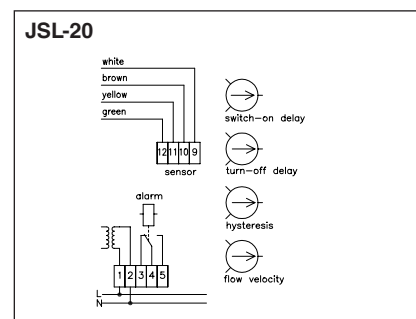 JSL-20
white
brown
yellow
green
12 11 10 9
sensor
switch-on delay
turn-off delay
hysteresis
flow velocity
alarm
1 2 3 4 5
L
N